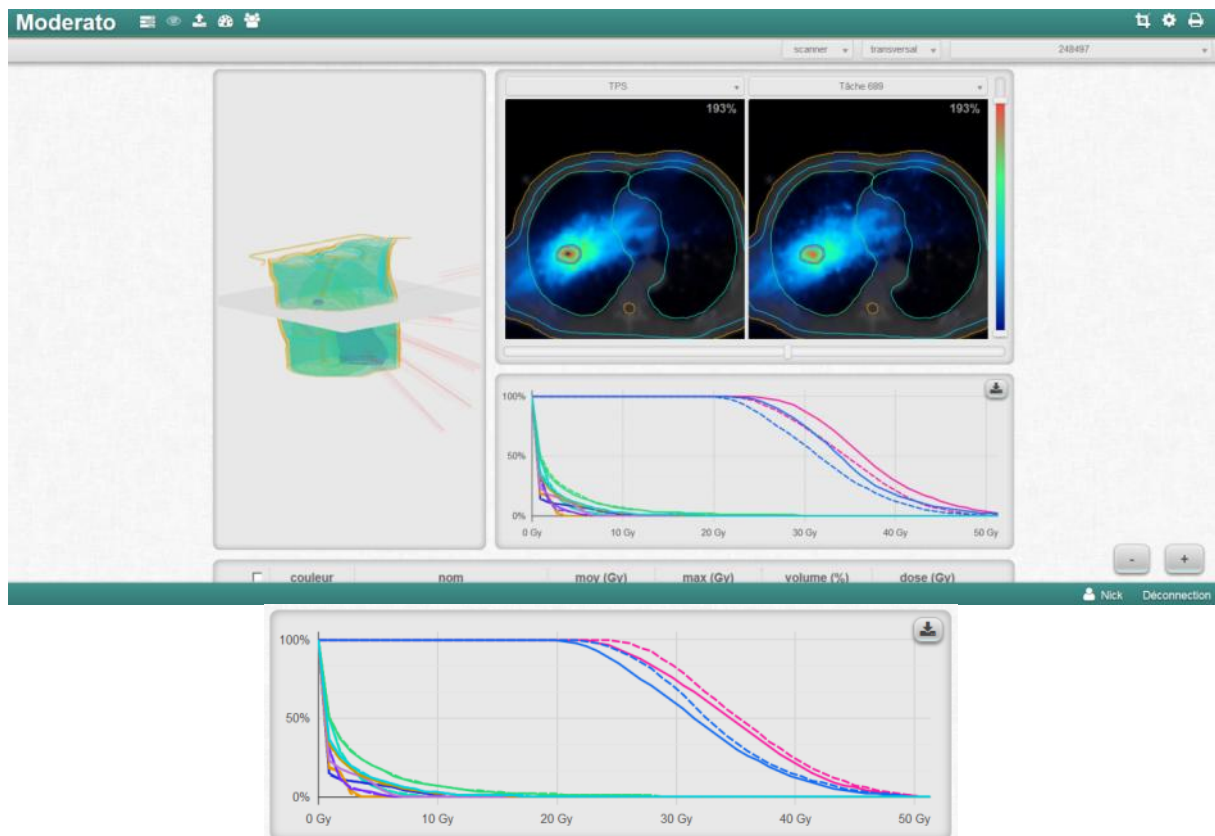 Moderato
scanner transversal 248497
TPS Tâche 689
193% 193%
100%
50%
0%
0 Gy 10 Gy 20 Gy 30 Gy 40 Gy 50 Gy
- +
couleur nom moy (Gy) max (Gy) volume (%) dose (Gy)
Nick Déconnection
100%
50%
0%
0 Gy 10 Gy 20 Gy 30 Gy 40 Gy 50 Gy